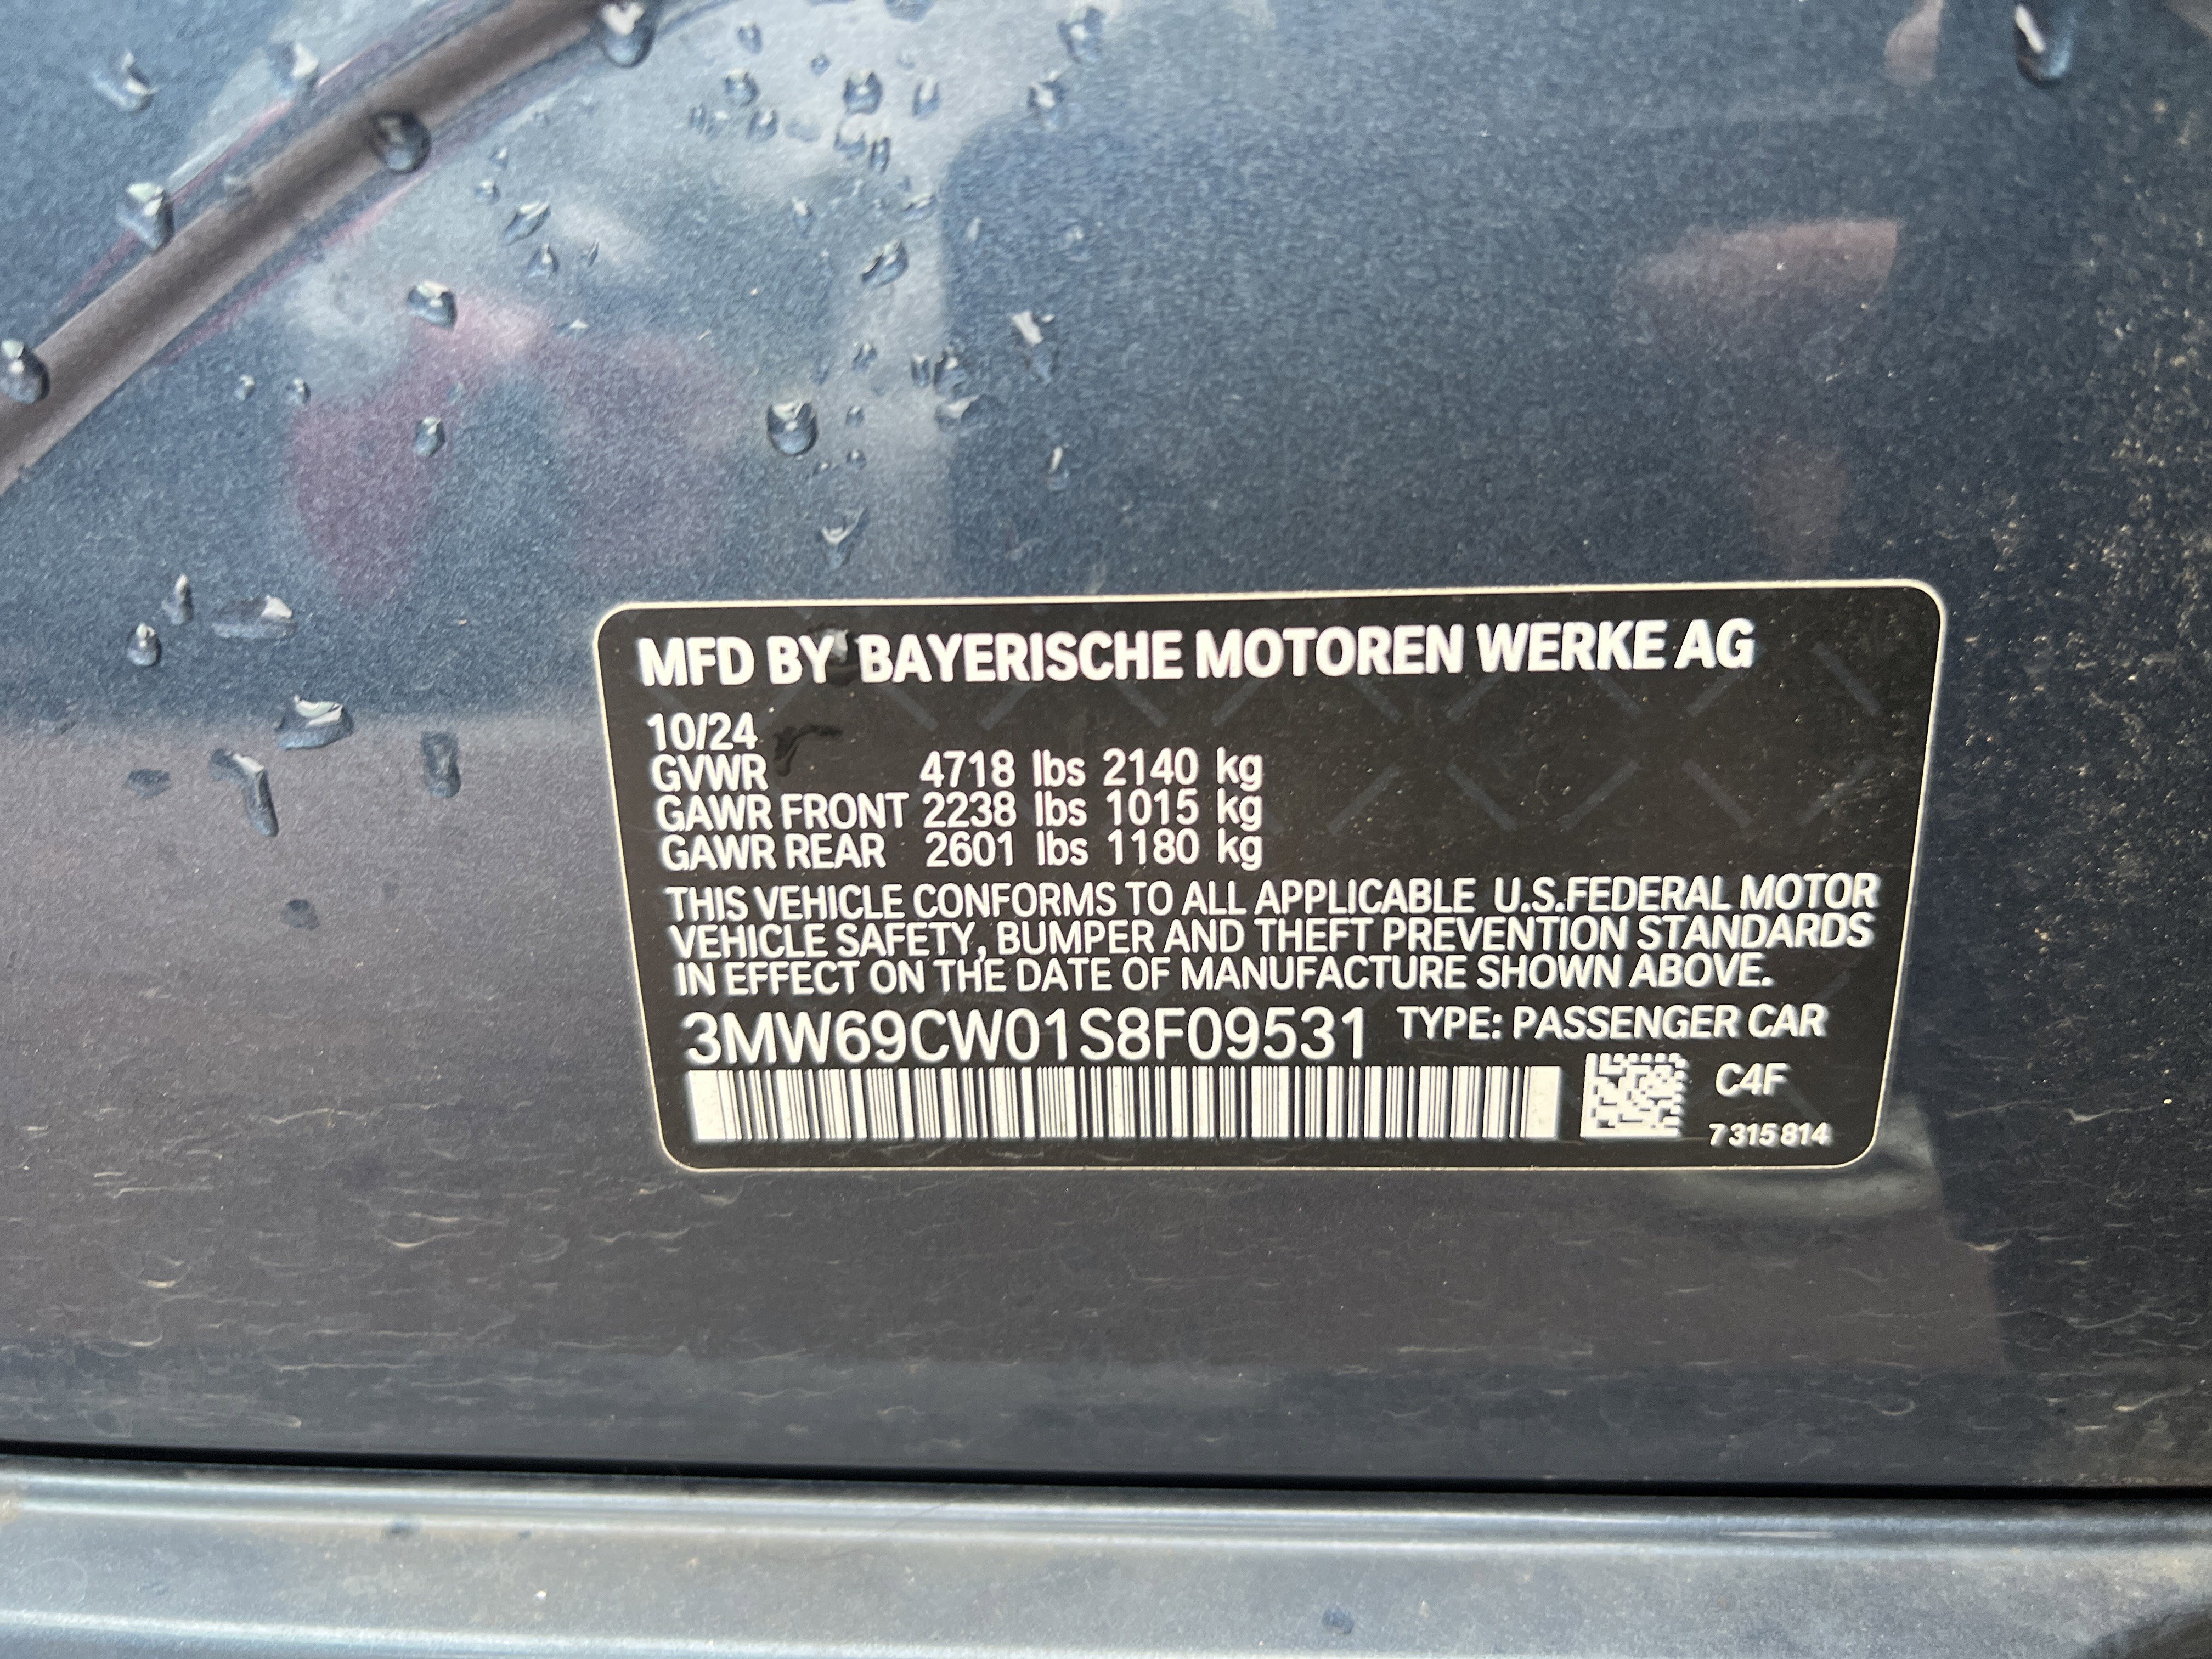 MFD BY BAYERISCHE MOTOREN WERKE AG
10/24
GVWR 4718 lbs 2140 kg
GAWR FRONT 2238 lbs 1015 kg
GAWR REAR 2601 lbs 1180 kg
THIS VEHICLE CONFORMS TO ALL APPLICABLE U.S.FEDERAL MOTOR
VEHICLE SAFETY, BUMPER AND THEFT PREVENTION STANDARDS
IN EFFECT ON THE DATE OF MANUFACTURE SHOWN ABOVE.
3MW69CW01S8F09531 TYPE: PASSENGER CAR
C4F
7 315 814